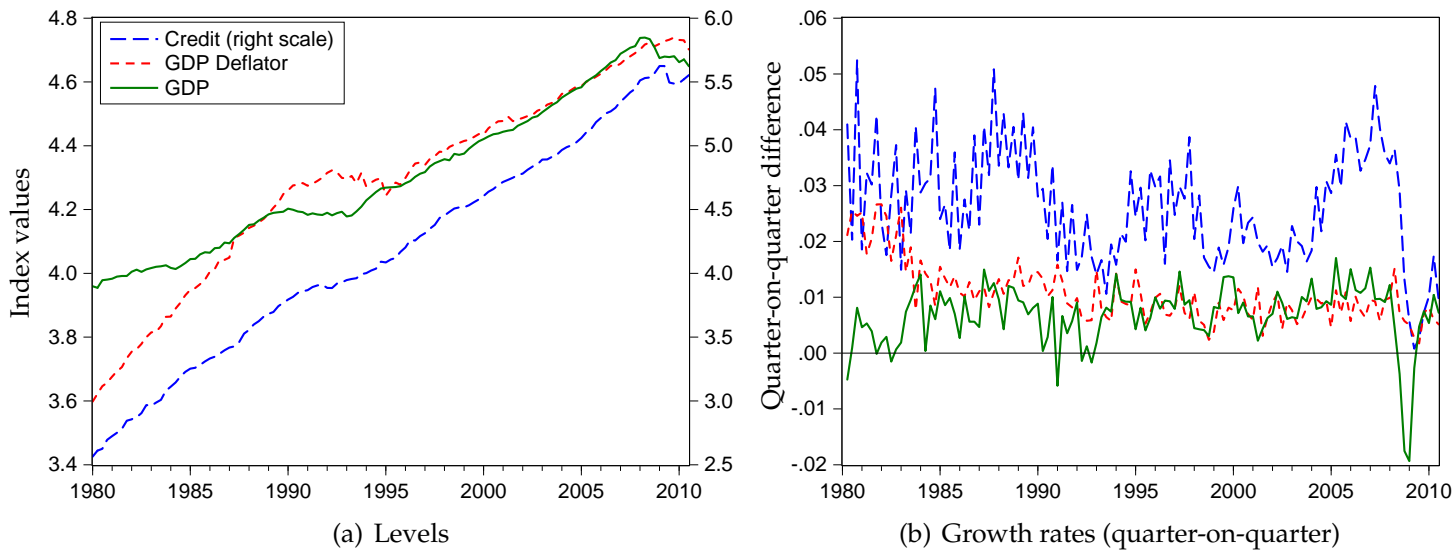 4.8
4.6
4.4
4.2
4.0
3.8
3.6
3.4
Index values
Credit (right scale)
GDP Deflator
GDP
6.0
5.5
5.0
4.5
4.0
3.5
3.0
2.5
1980 1985 1990 1995 2000 2005 2010
(a) Levels
.06
.05
.04
.03
.02
.01
.00
-.01
-.02
Quarter-on-quarter difference
1980 1985 1990 1995 2000 2005 2010
(b) Growth rates (quarter-on-quarter)